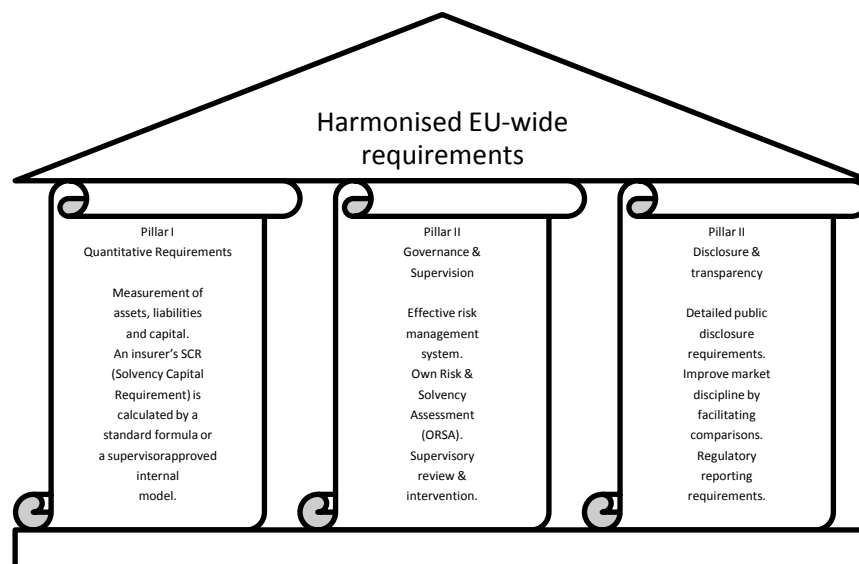 Harmonised EU-wide
requirements
Pillar I
Quantitative Requirements
Measurement of
assets, liabilities
and capital.
An insurer's SCR
(Solvency Capital
Requirement) is
calculated by a
standard formula or
a supervisorapproved
internal
model.
Pillar II
Governance &
Supervision
Effective risk
management
system.
Own Risk &
Solvency
Assessment
(ORSA).
Supervisory
review &
intervention.
Pillar II
Disclosure &
transparency
Detailed public
disclosure
requirements.
Improve market
discipline by
facilitating
comparisons.
Regulatory
reporting
requirements.